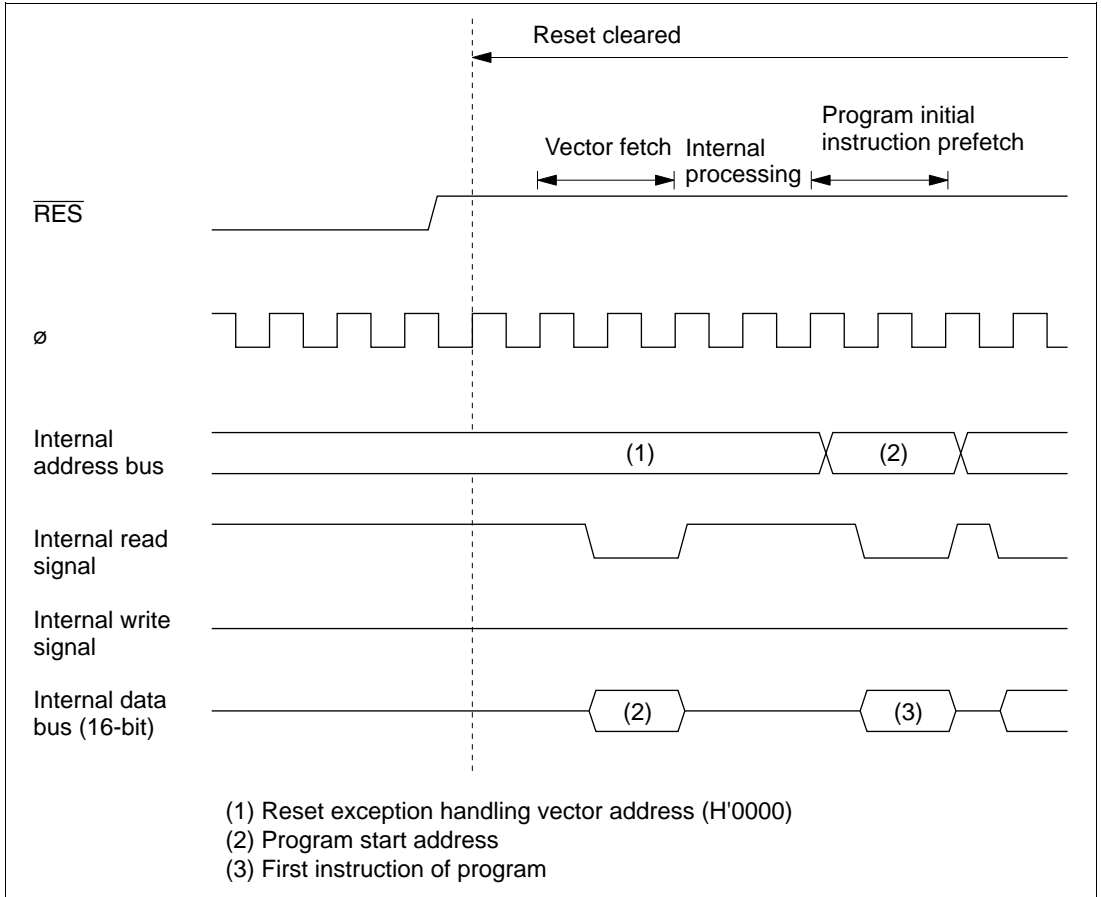 Reset cleared
Program initial
instruction prefetch
Vector fetch
Internal
processing
RES
ø
Internal
address bus
(1)
(2)
Internal read
signal
Internal write
signal
Internal data
bus (16-bit)
(2)
(3)
(1) Reset exception handling vector address (H'0000)
(2) Program start address
(3) First instruction of program